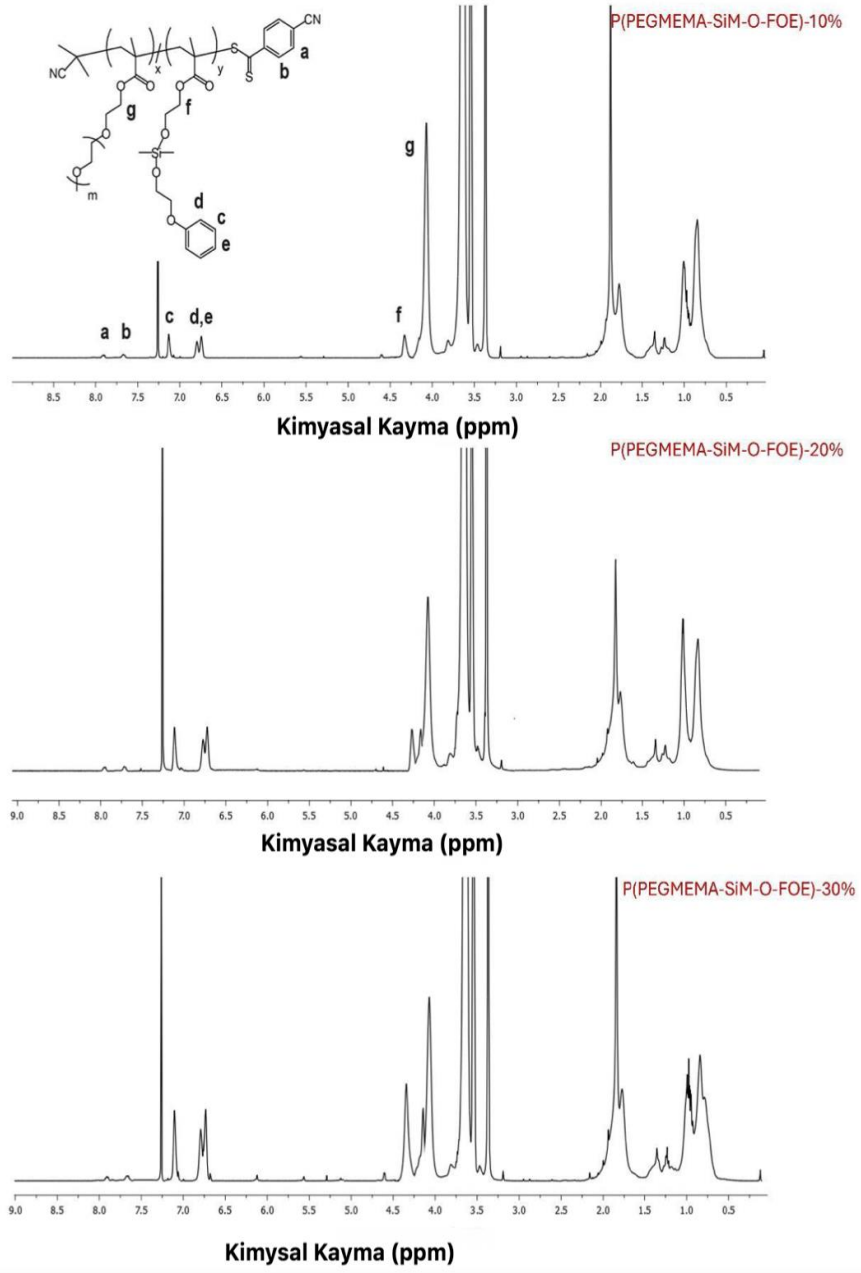 P(PEGMEMA-SiM-O-FOE)-10%
CN
NC
x
y
S
S
a
b
O
O
O
O
g
f
O
O
Si
O
O
m
O
d
c
e
g
f
a
b
c
d,e
8.5 8.0 7.5 7.0 6.5 6.0 5.5 5.0 4.5 4.0 3.5 3.0 2.5 2.0 1.5 1.0 0.5
Kimyasal Kayma (ppm)
P(PEGMEMA-SiM-O-FOE)-20%
9.0 8.5 8.0 7.5 7.0 6.5 6.0 5.5 5.0 4.5 4.0 3.5 3.0 2.5 2.0 1.5 1.0 0.5
Kimyasal Kayma (ppm)
P(PEGMEMA-SiM-O-FOE)-30%
9.0 8.5 8.0 7.5 7.0 6.5 6.0 5.5 5.0 4.5 4.0 3.5 3.0 2.5 2.0 1.5 1.0 0.5
Kimysal Kayma (ppm)